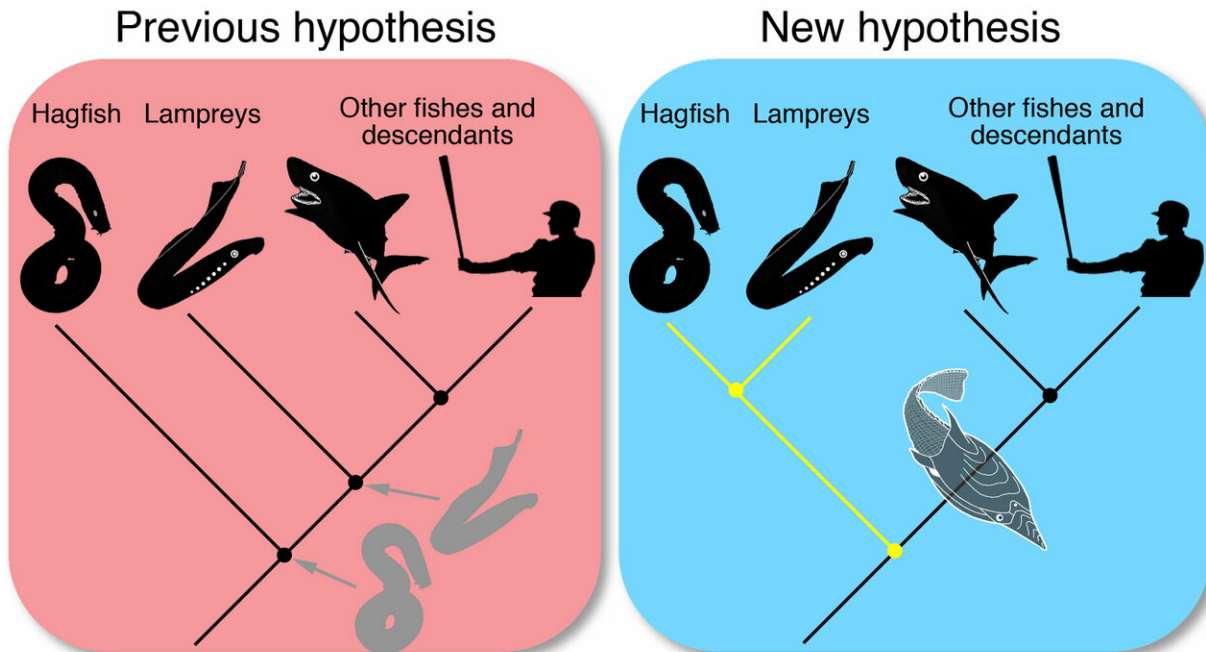 Previous hypothesis
Hagfish
Lampreys
Other fishes and
descendants
New hypothesis
Hagfish
Lampreys
Other fishes and
descendants